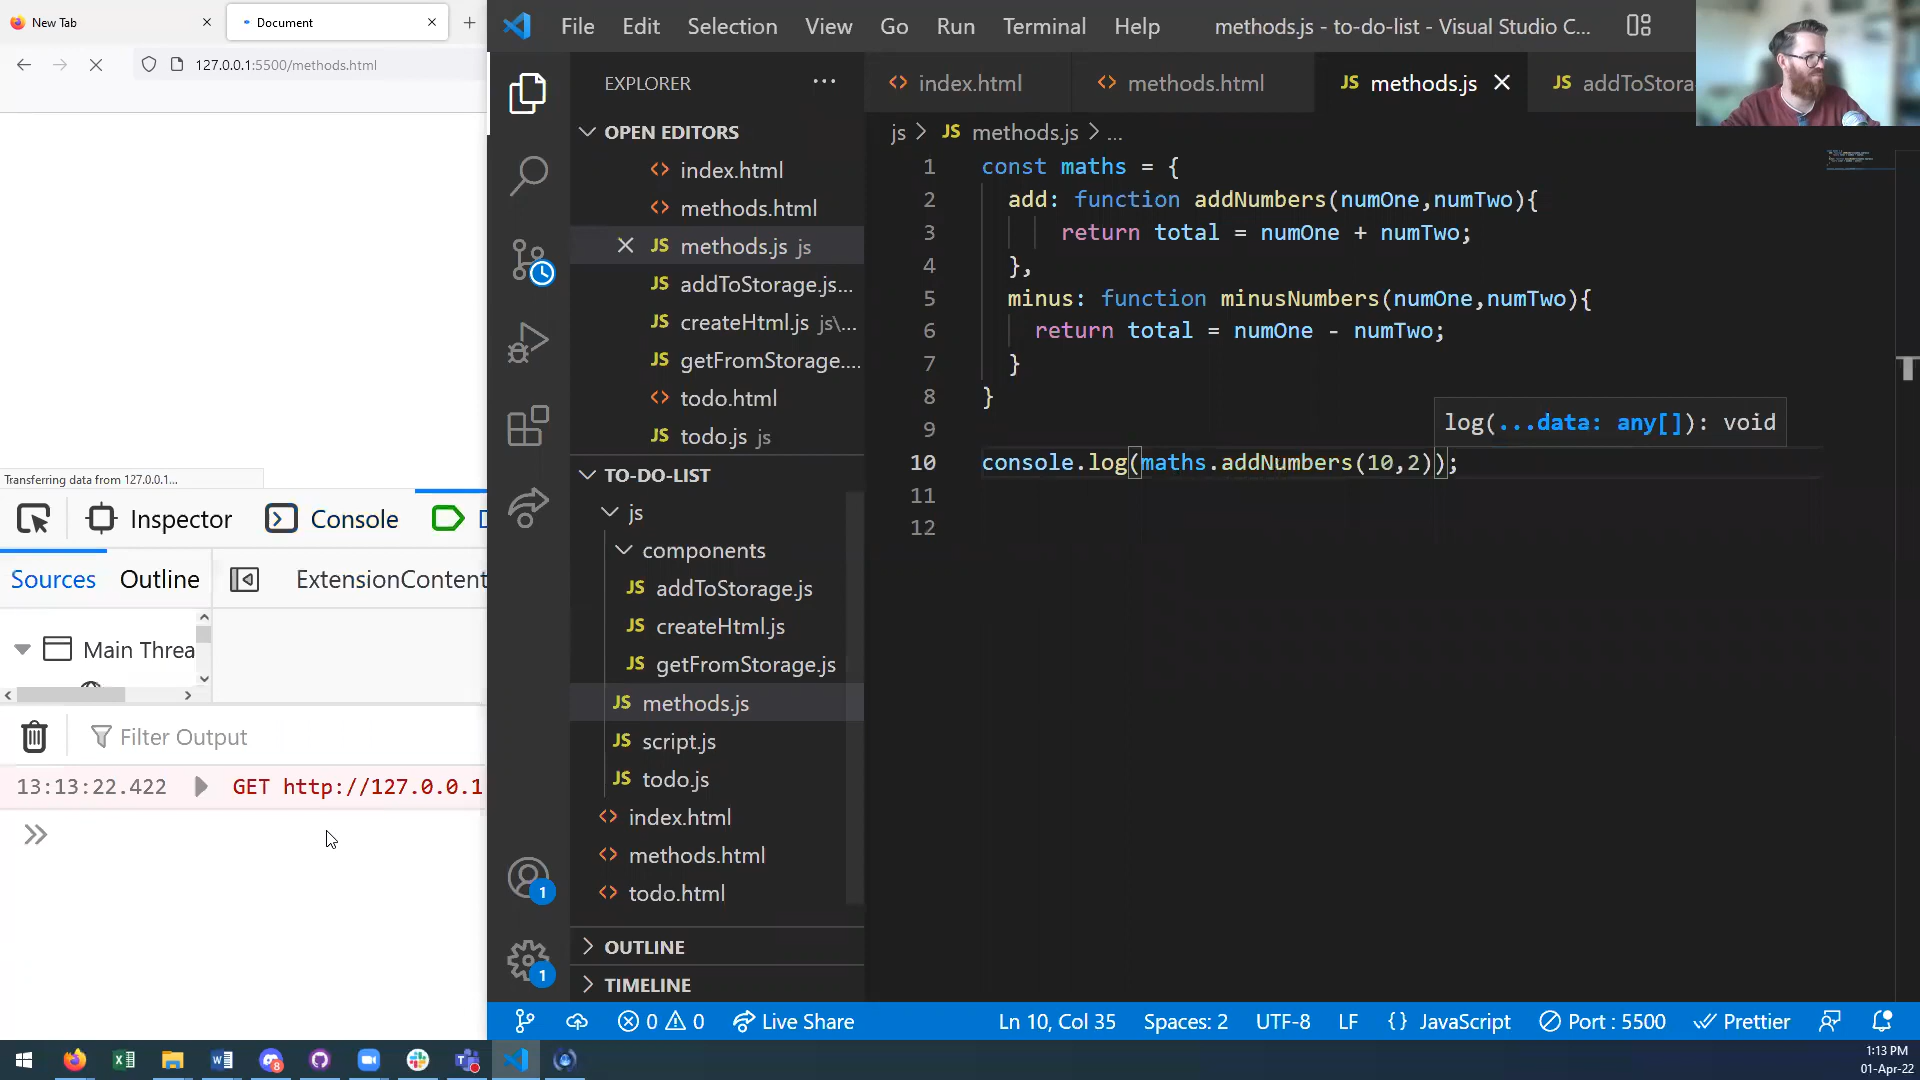 New Tab
Document
127.0.0.1:5500/methods.html
Transferring data from 127.0.0.1...
Inspector
Console
Sources
Outline
ExtensionContent
Main Threa
Filter Output
13:13:22.422
GET http://127.0.0.1
File Edit Selection View Go Run Terminal Help
methods.js - to-do-list - Visual Studio C...
EXPLORER
OPEN EDITORS
index.html
methods.html
methods.js js
addToStorage.js...
createHtml.js js\...
getFromStorage....
todo.html
todo.js js
TO-DO-LIST
js
components
JS addToStorage.js
JS createHtml.js
JS getFromStorage.js
JS methods.js
JS script.js
JS todo.js
index.html
methods.html
todo.html
OUTLINE
TIMELINE
index.html
methods.html
JS methods.js
JS addToStora
js > JS methods.js > ...
1 const maths = {
2 add: function addNumbers(numOne,numTwo){
3 return total = numOne + numTwo;
4 },
5 minus: function minusNumbers(numOne,numTwo){
6 return total = numOne - numTwo;
7 }
8 }
9
log(...data: any[]): void
10 console.log(maths.addNumbers(10,2));
11
12
0 0
Live Share
Ln 10, Col 35
Spaces: 2
UTF-8
LF
{} JavaScript
Port : 5500
Prettier
1:13 PM
01-Apr-22